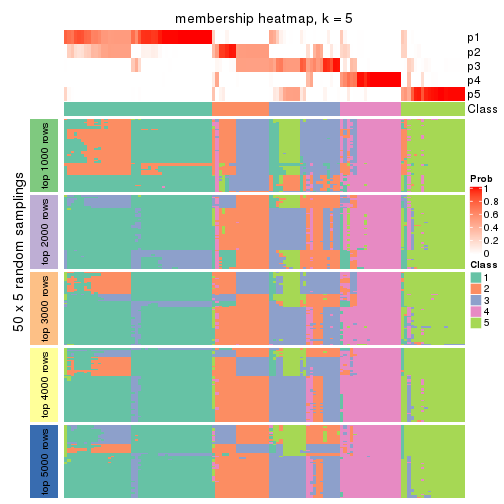 membership heatmap, k = 5
p1
p2
p3
p4
p5
Class
50 x 5 random samplings
top 1000 rows
top 2000 rows
top 3000 rows
top 4000 rows
top 5000 rows
Prob
1
0.8
0.6
0.4
0.2
0
Class
1
2
3
4
5